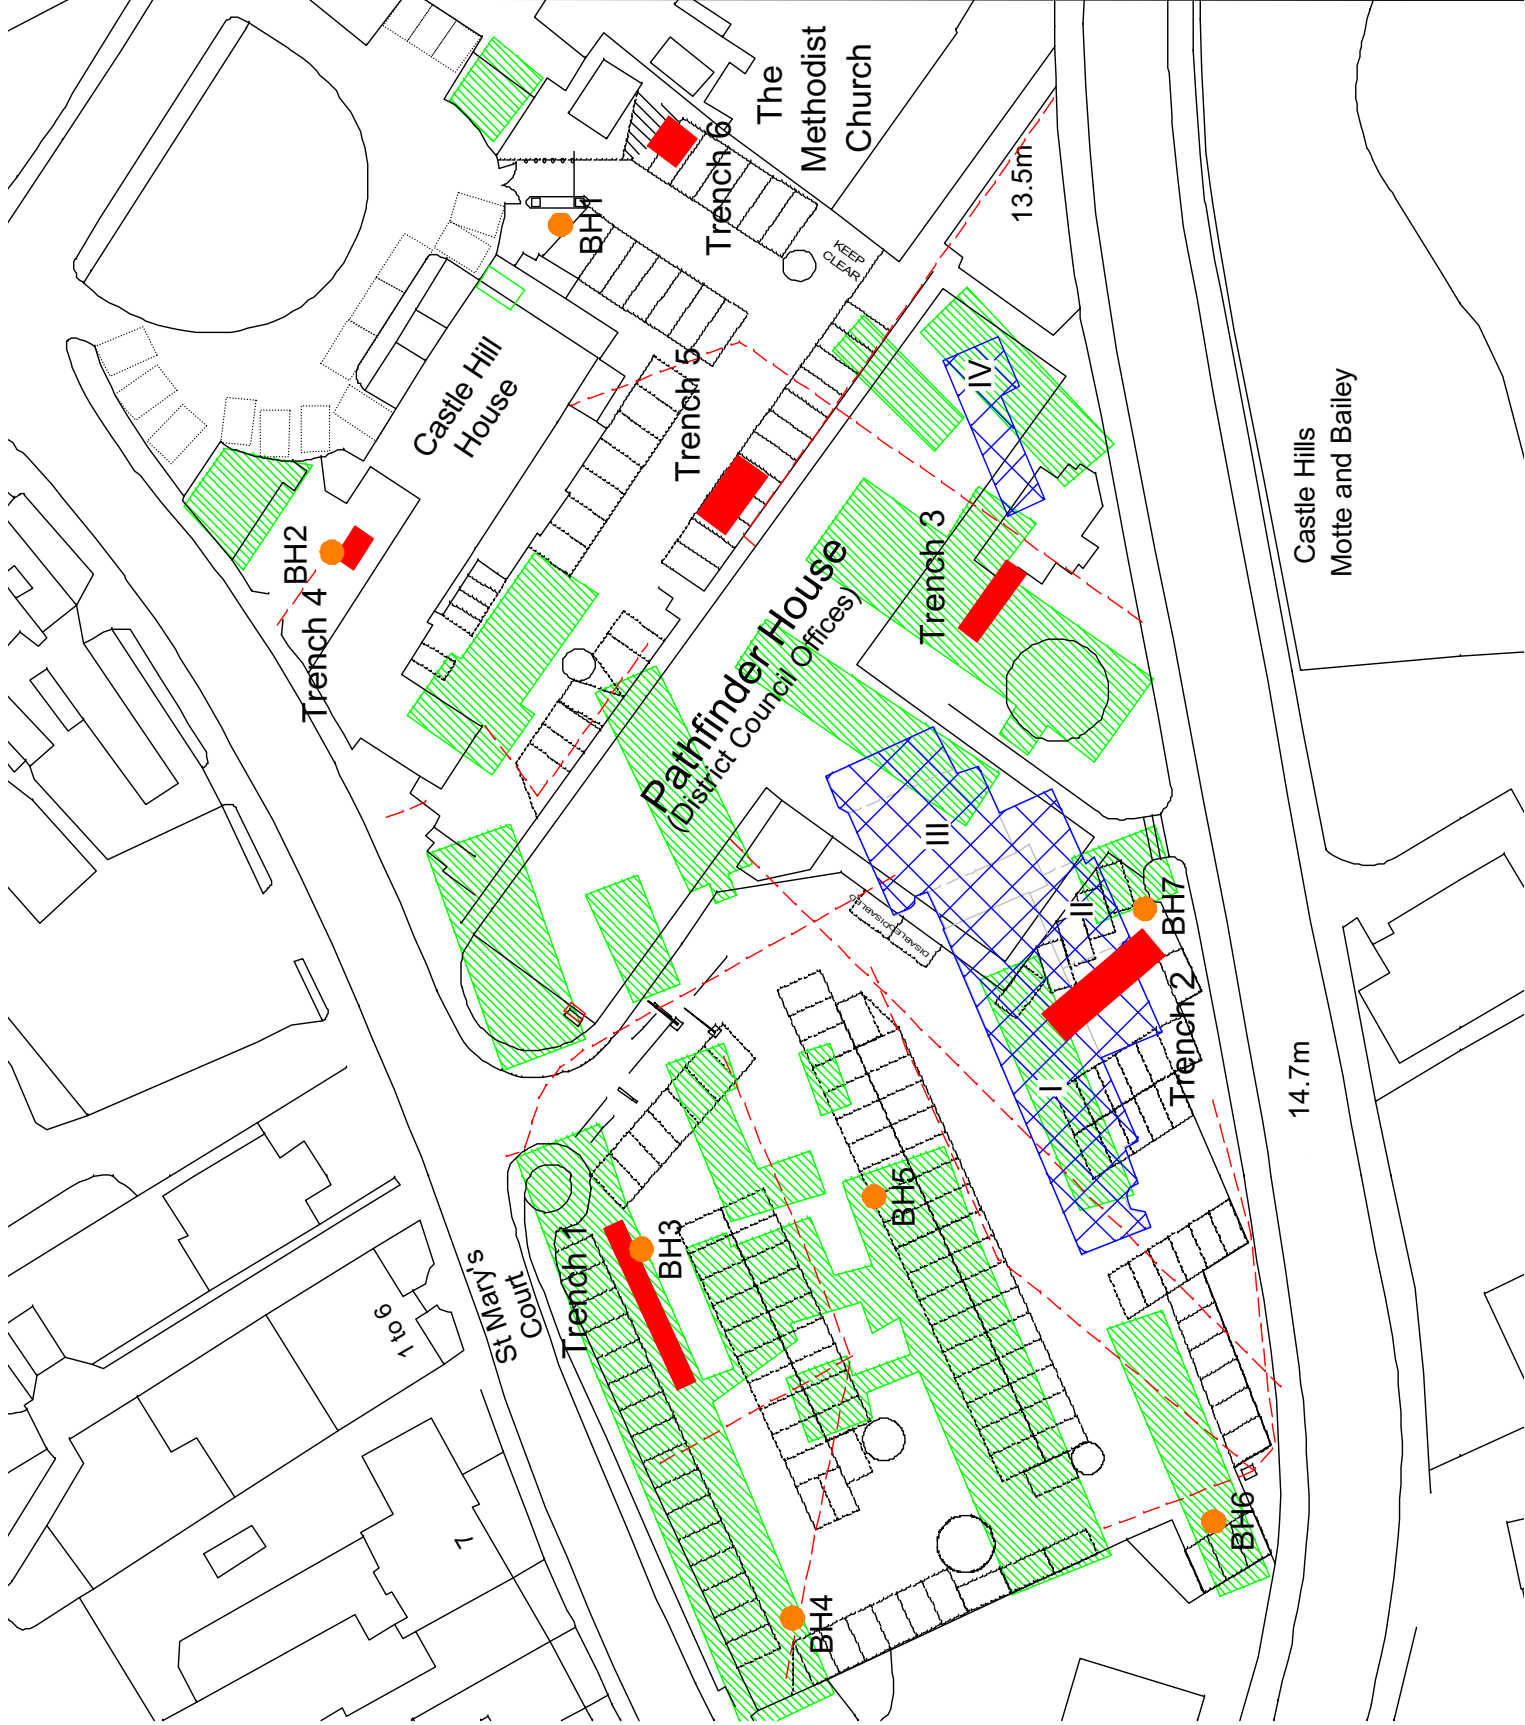 The
Methodist
Church
Trench 6
BH1
KEEP
CLEAR
13.5m
Castle Hill
House
Trench 5
BH2
Trench 4
IV
Castle Hills
Motte and Bailey
Trench 3
Pathfinder House
(District Council Offices)
III
DISABLED
DISABLED
II
BH7
Trench 2
I
14.7m
St Mary's
Court
1 to 6
Trench 1
BH3
BH5
7
BH4
BH6